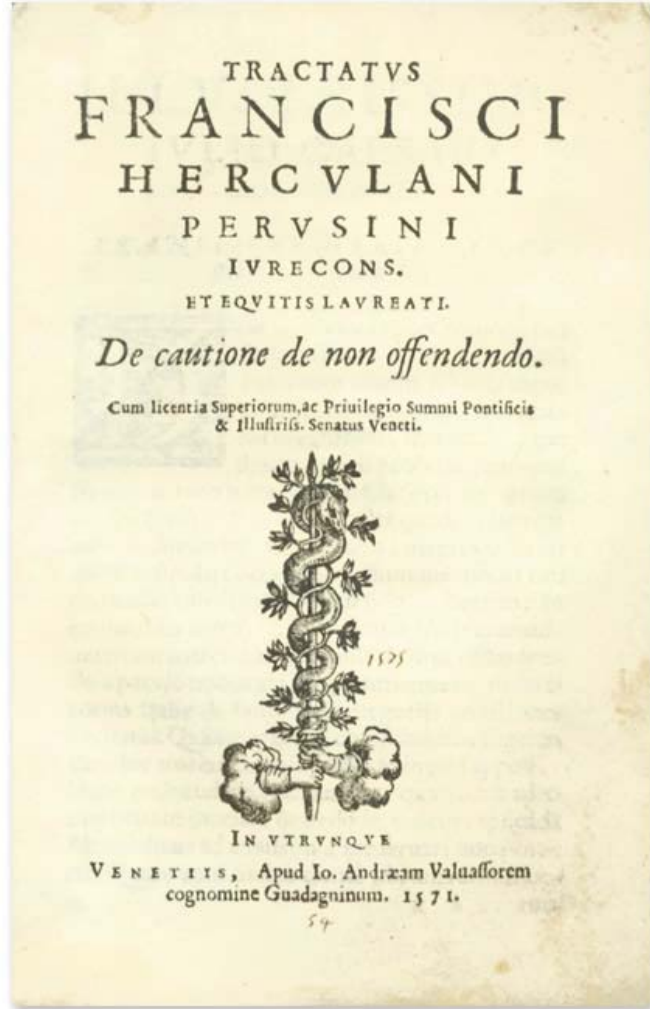 TRACTATVS
FRANCISCI
HERCVLANI
PERVSINI
IVRECONS.
ET EQVITIS LAVREATI.
De cautione de non offendendo.
Cum licentia Superiorum, ac Priuilegio Summi Pontificis
& Illustriss. Senatus Veneti.
1575
IN VTRVNQVE
VENETIIS, Apud Io. Andræam Valuassorem
cognomine Guadagninum. 1571.
54